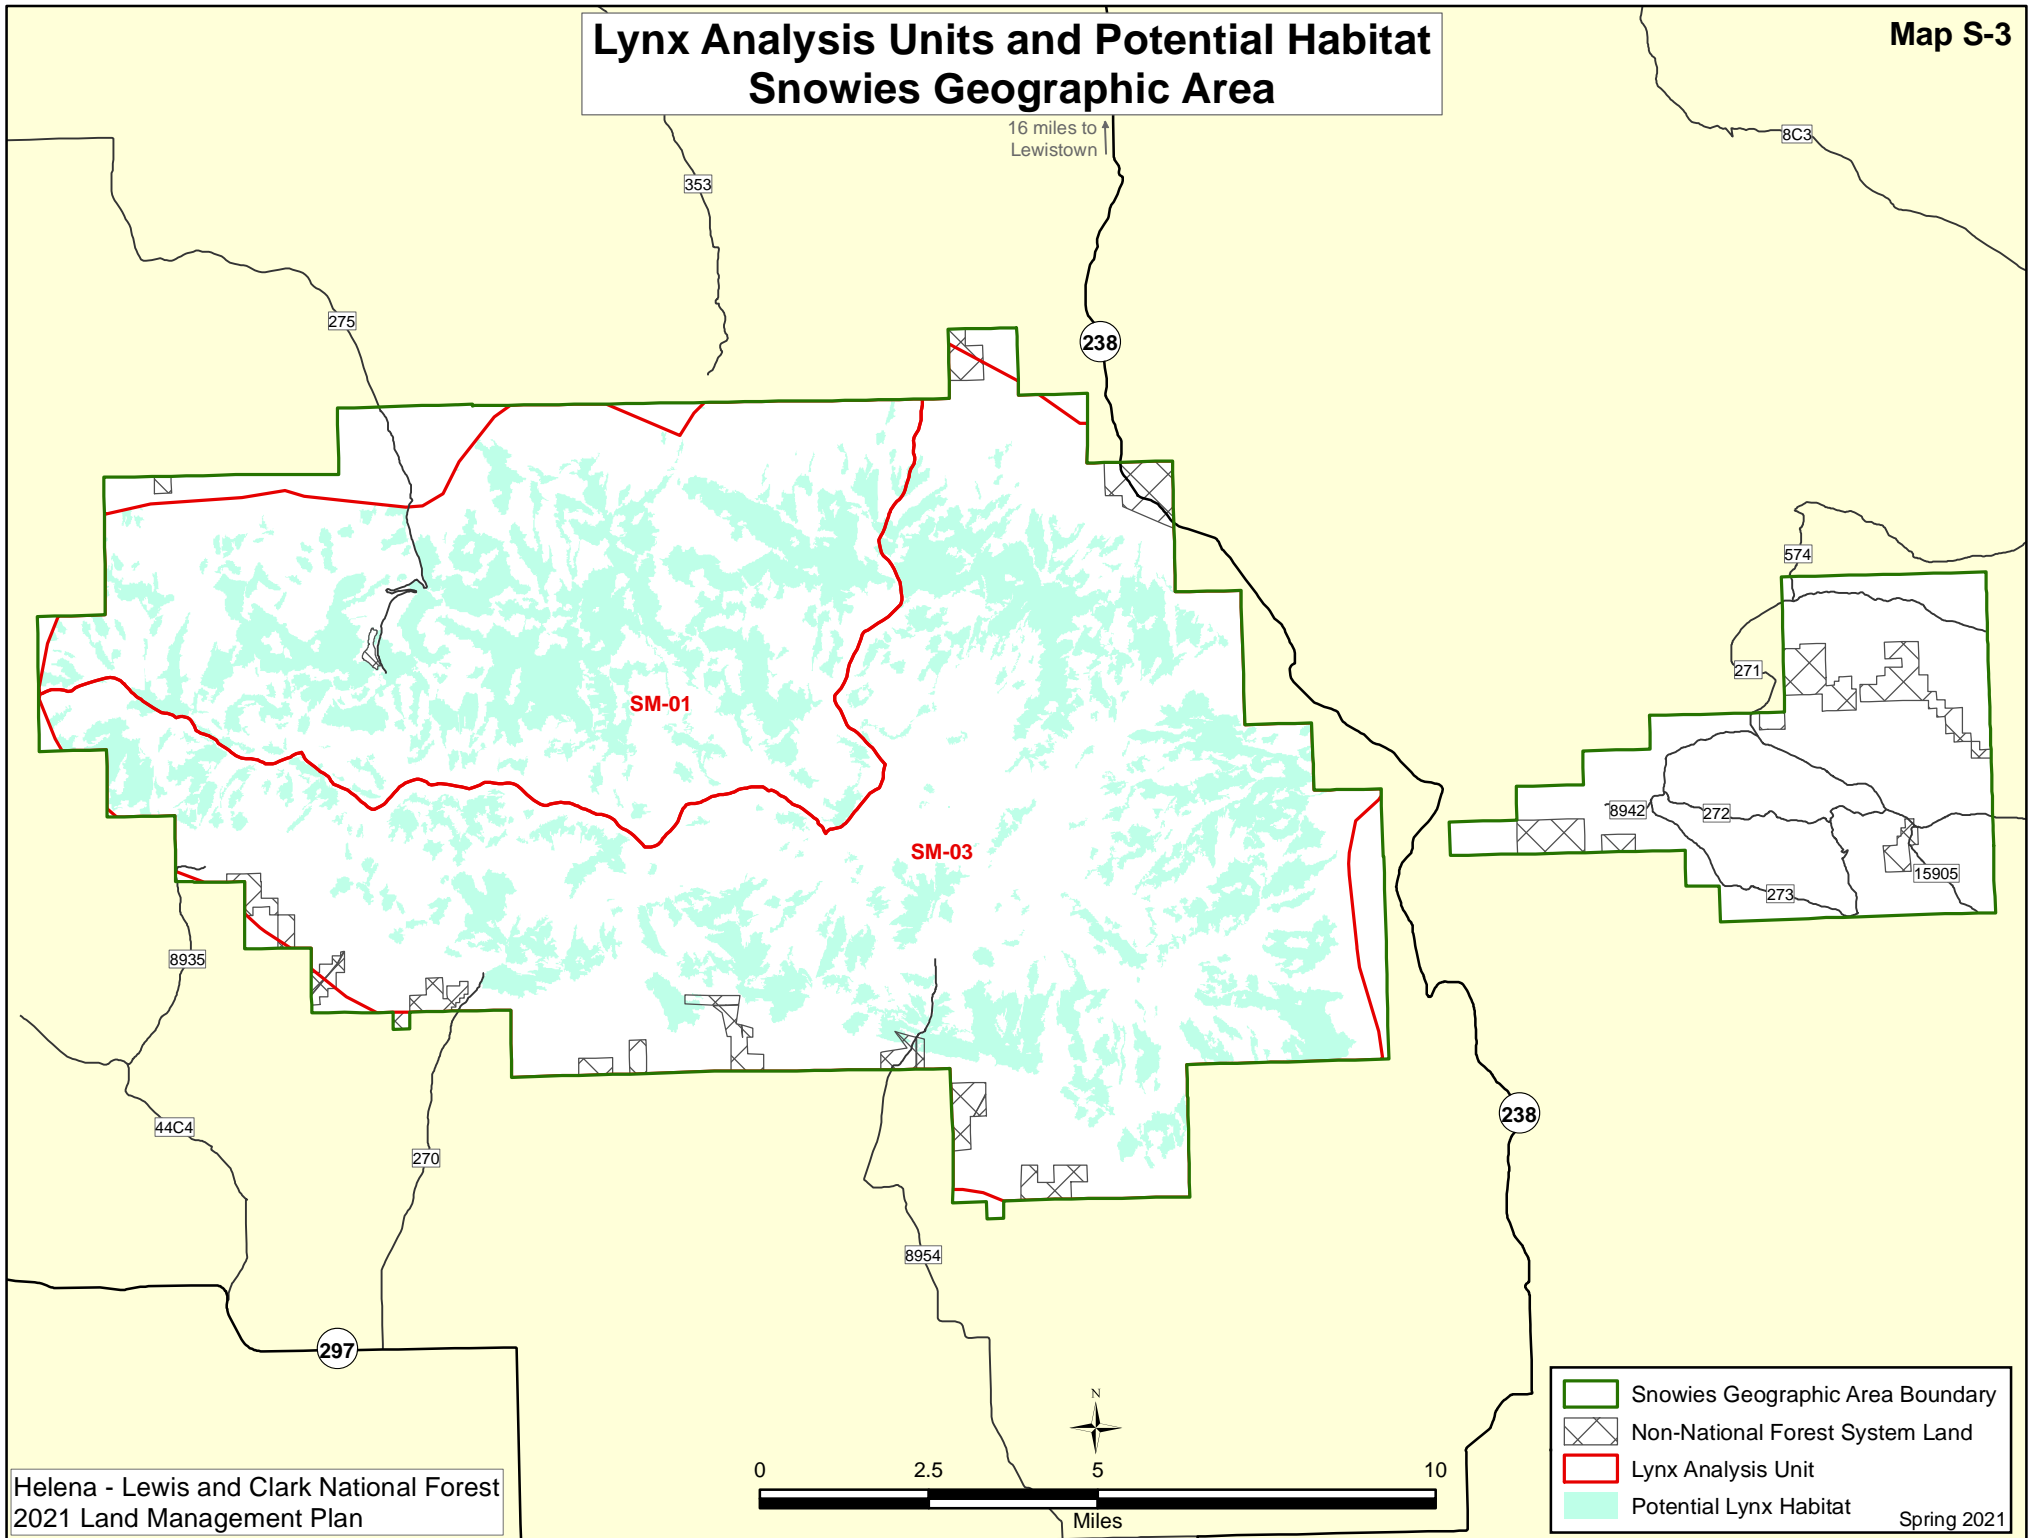 Lynx Analysis Units and Potential Habitat
Snowies Geographic Area
Map S-3
16 miles to
Lewistown
8C3
353
275
238
574
271
SM-01
8942
272
SM-03
15905
273
8935
238
44C4
270
8954
297
N
0 2.5 5 10
Miles
Snowies Geographic Area Boundary
Non-National Forest System Land
Lynx Analysis Unit
Potential Lynx Habitat
Spring 2021
Helena - Lewis and Clark National Forest
2021 Land Management Plan